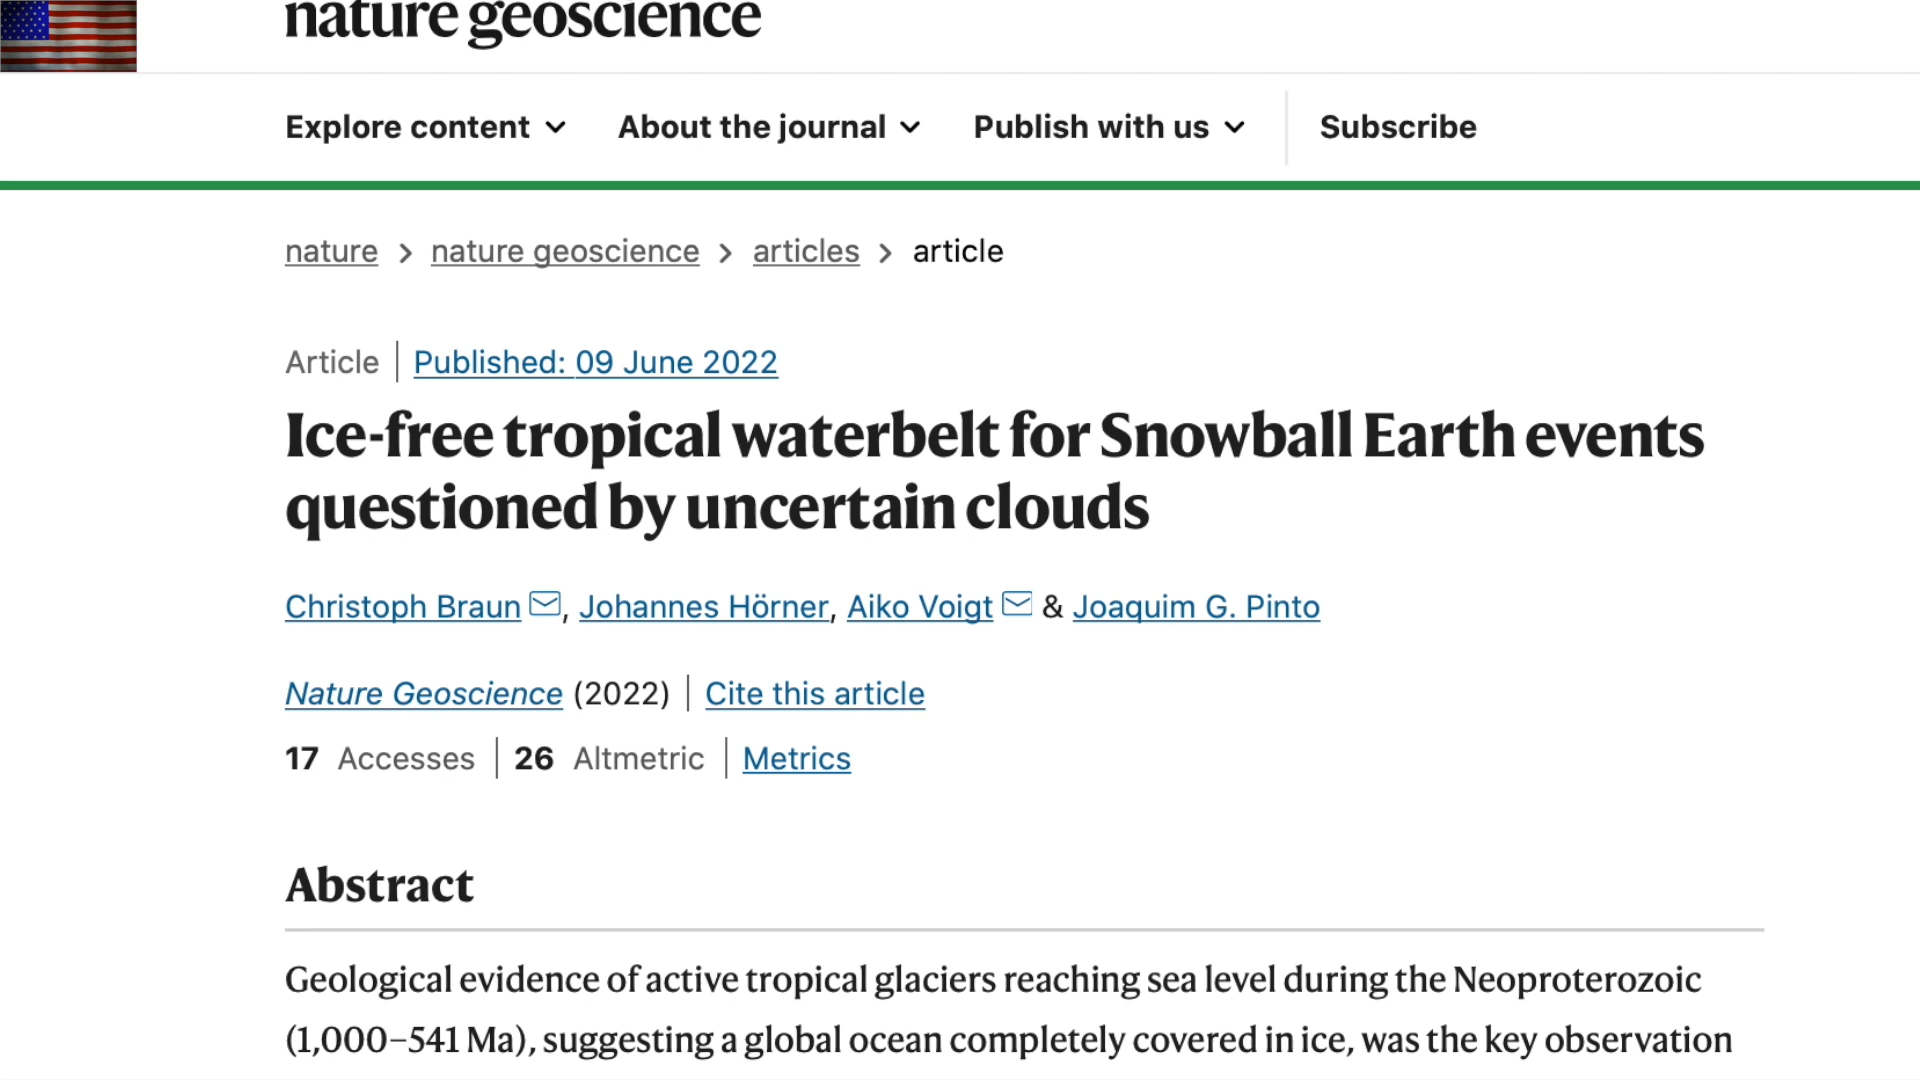 nature geoscience
Explore content About the journal Publish with us Subscribe
nature > nature geoscience > articles > article
Article | Published: 09 June 2022
Ice-free tropical waterbelt for Snowball Earth events
questioned by uncertain clouds
Christoph Braun, Johannes Hörner, Aiko Voigt & Joaquim G. Pinto
Nature Geoscience (2022) | Cite this article
17 Accesses | 26 Altmetric | Metrics
Abstract
Geological evidence of active tropical glaciers reaching sea level during the Neoproterozoic
(1,000–541 Ma), suggesting a global ocean completely covered in ice, was the key observation